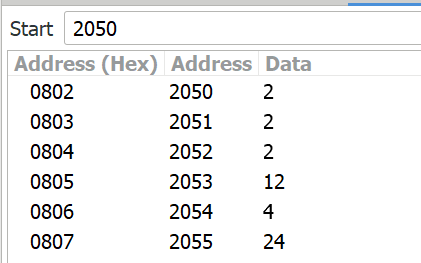 Start 2050
Address (Hex) Address Data
0802 2050 2
0803 2051 2
0804 2052 2
0805 2053 12
0806 2054 4
0807 2055 24